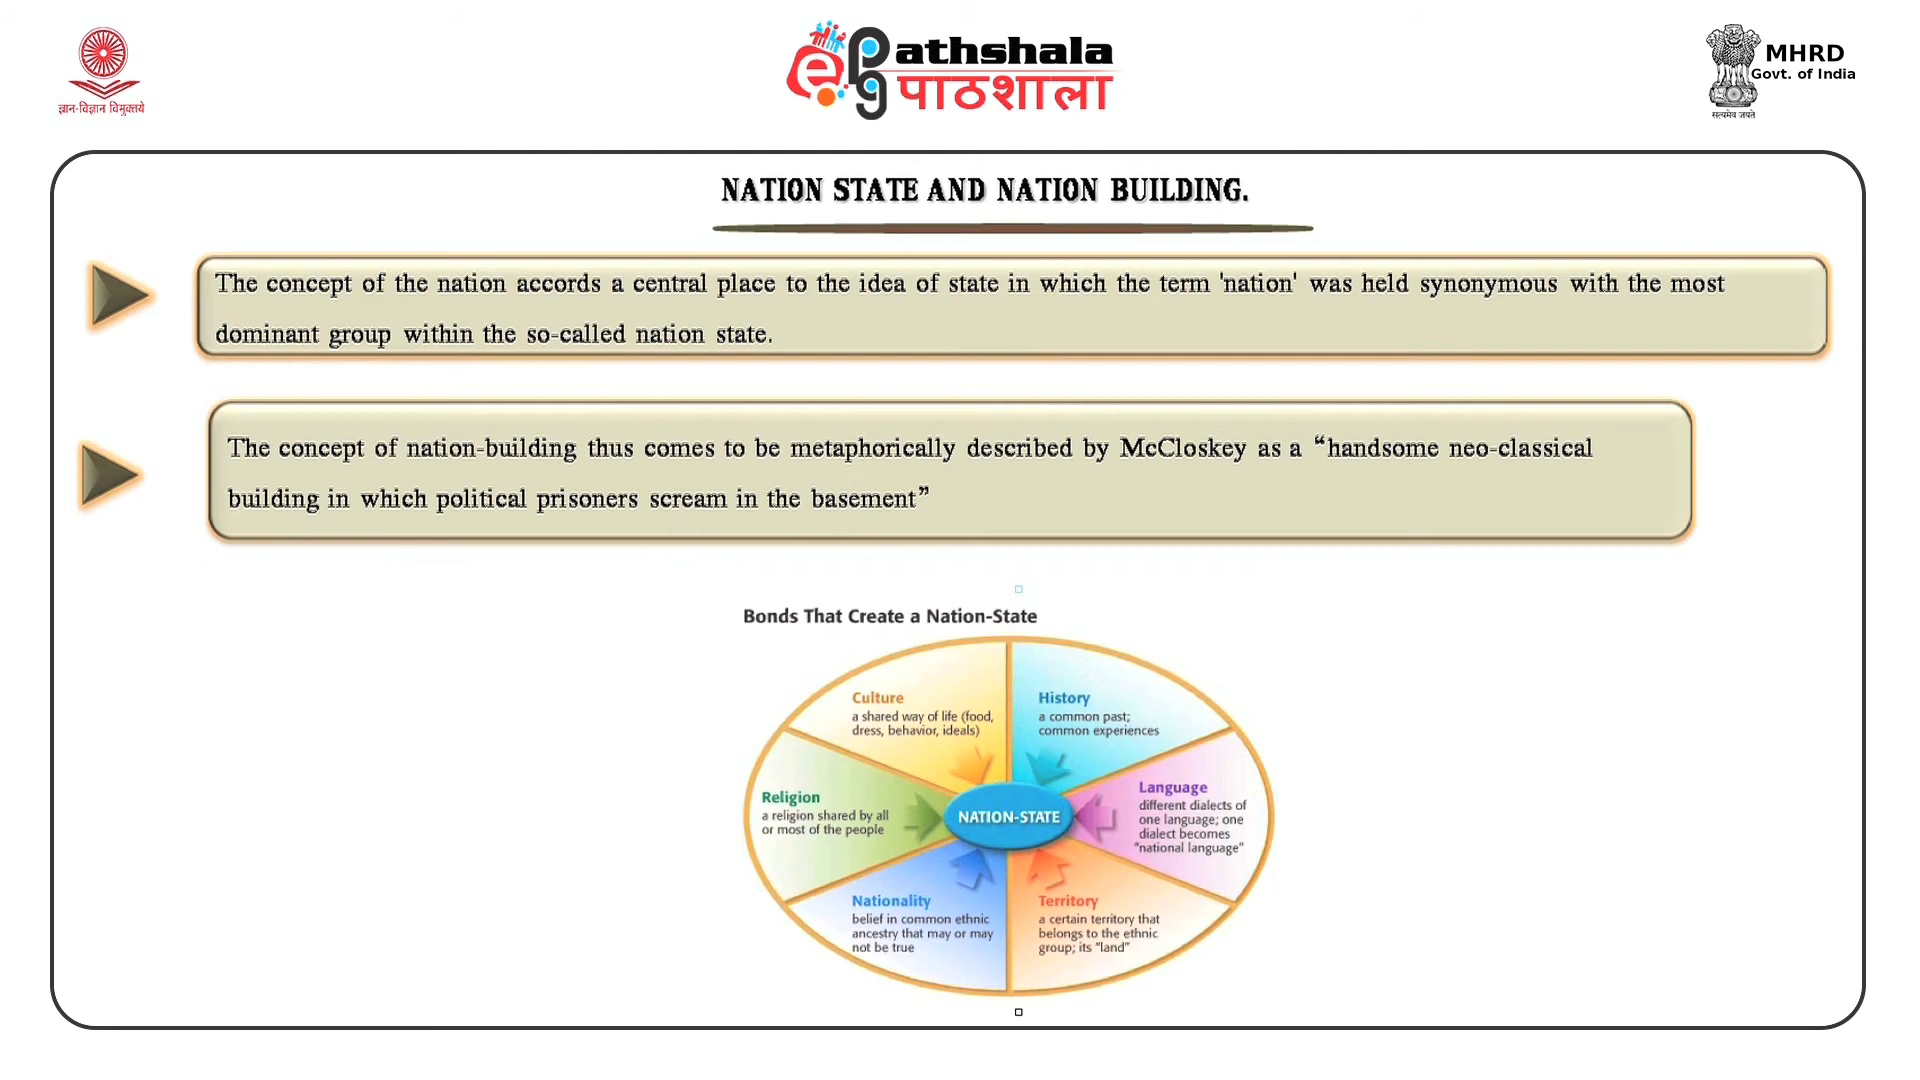 ज्ञान-विज्ञान विमुक्तये
e pg Pathshala
पाठशाला
MHRD
Govt. of India
सत्यमेव जयते
NATION STATE AND NATION BUILDING.
The concept of the nation accords a central place to the idea of state in which the term 'nation' was held synonymous with the most
dominant group within the so-called nation state.
The concept of nation-building thus comes to be metaphorically described by McCloskey as a “handsome neo-classical
building in which political prisoners scream in the basement”
Bonds That Create a Nation-State
Culture
a shared way of life (food,
dress, behavior, ideals)
History
a common past;
common experiences
Religion
a religion shared by all
or most of the people
NATION-STATE
Language
different dialects of
one language; one
dialect becomes
“national language”
Nationality
belief in common ethnic
ancestry that may or may
not be true
Territory
a certain territory that
belongs to the ethnic
group; its “land”